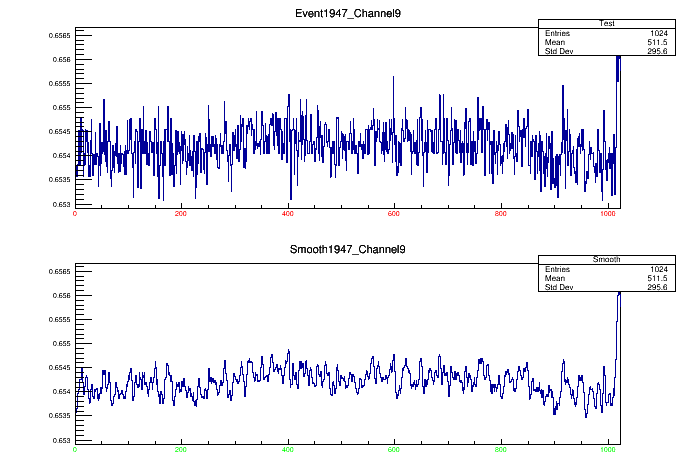 Event1947_Channel9
Test
Entries 1024
Mean 511.5
Std Dev 295.6
0.6565
0.656
0.6555
0.655
0.6545
0.654
0.6535
0.653
0 200 400 600 800 1000
Smooth1947_Channel9
Smooth
Entries 1024
Mean 511.5
Std Dev 295.6
0.6565
0.656
0.6555
0.655
0.6545
0.654
0.6535
0.653
0 200 400 600 800 1000